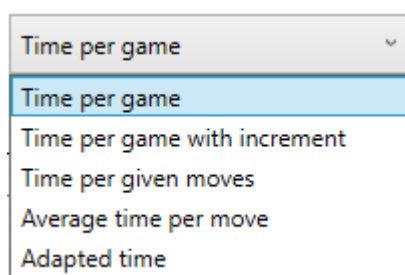 Time per game
Time per game
Time per game with increment
Time per given moves
Average time per move
Adapted time